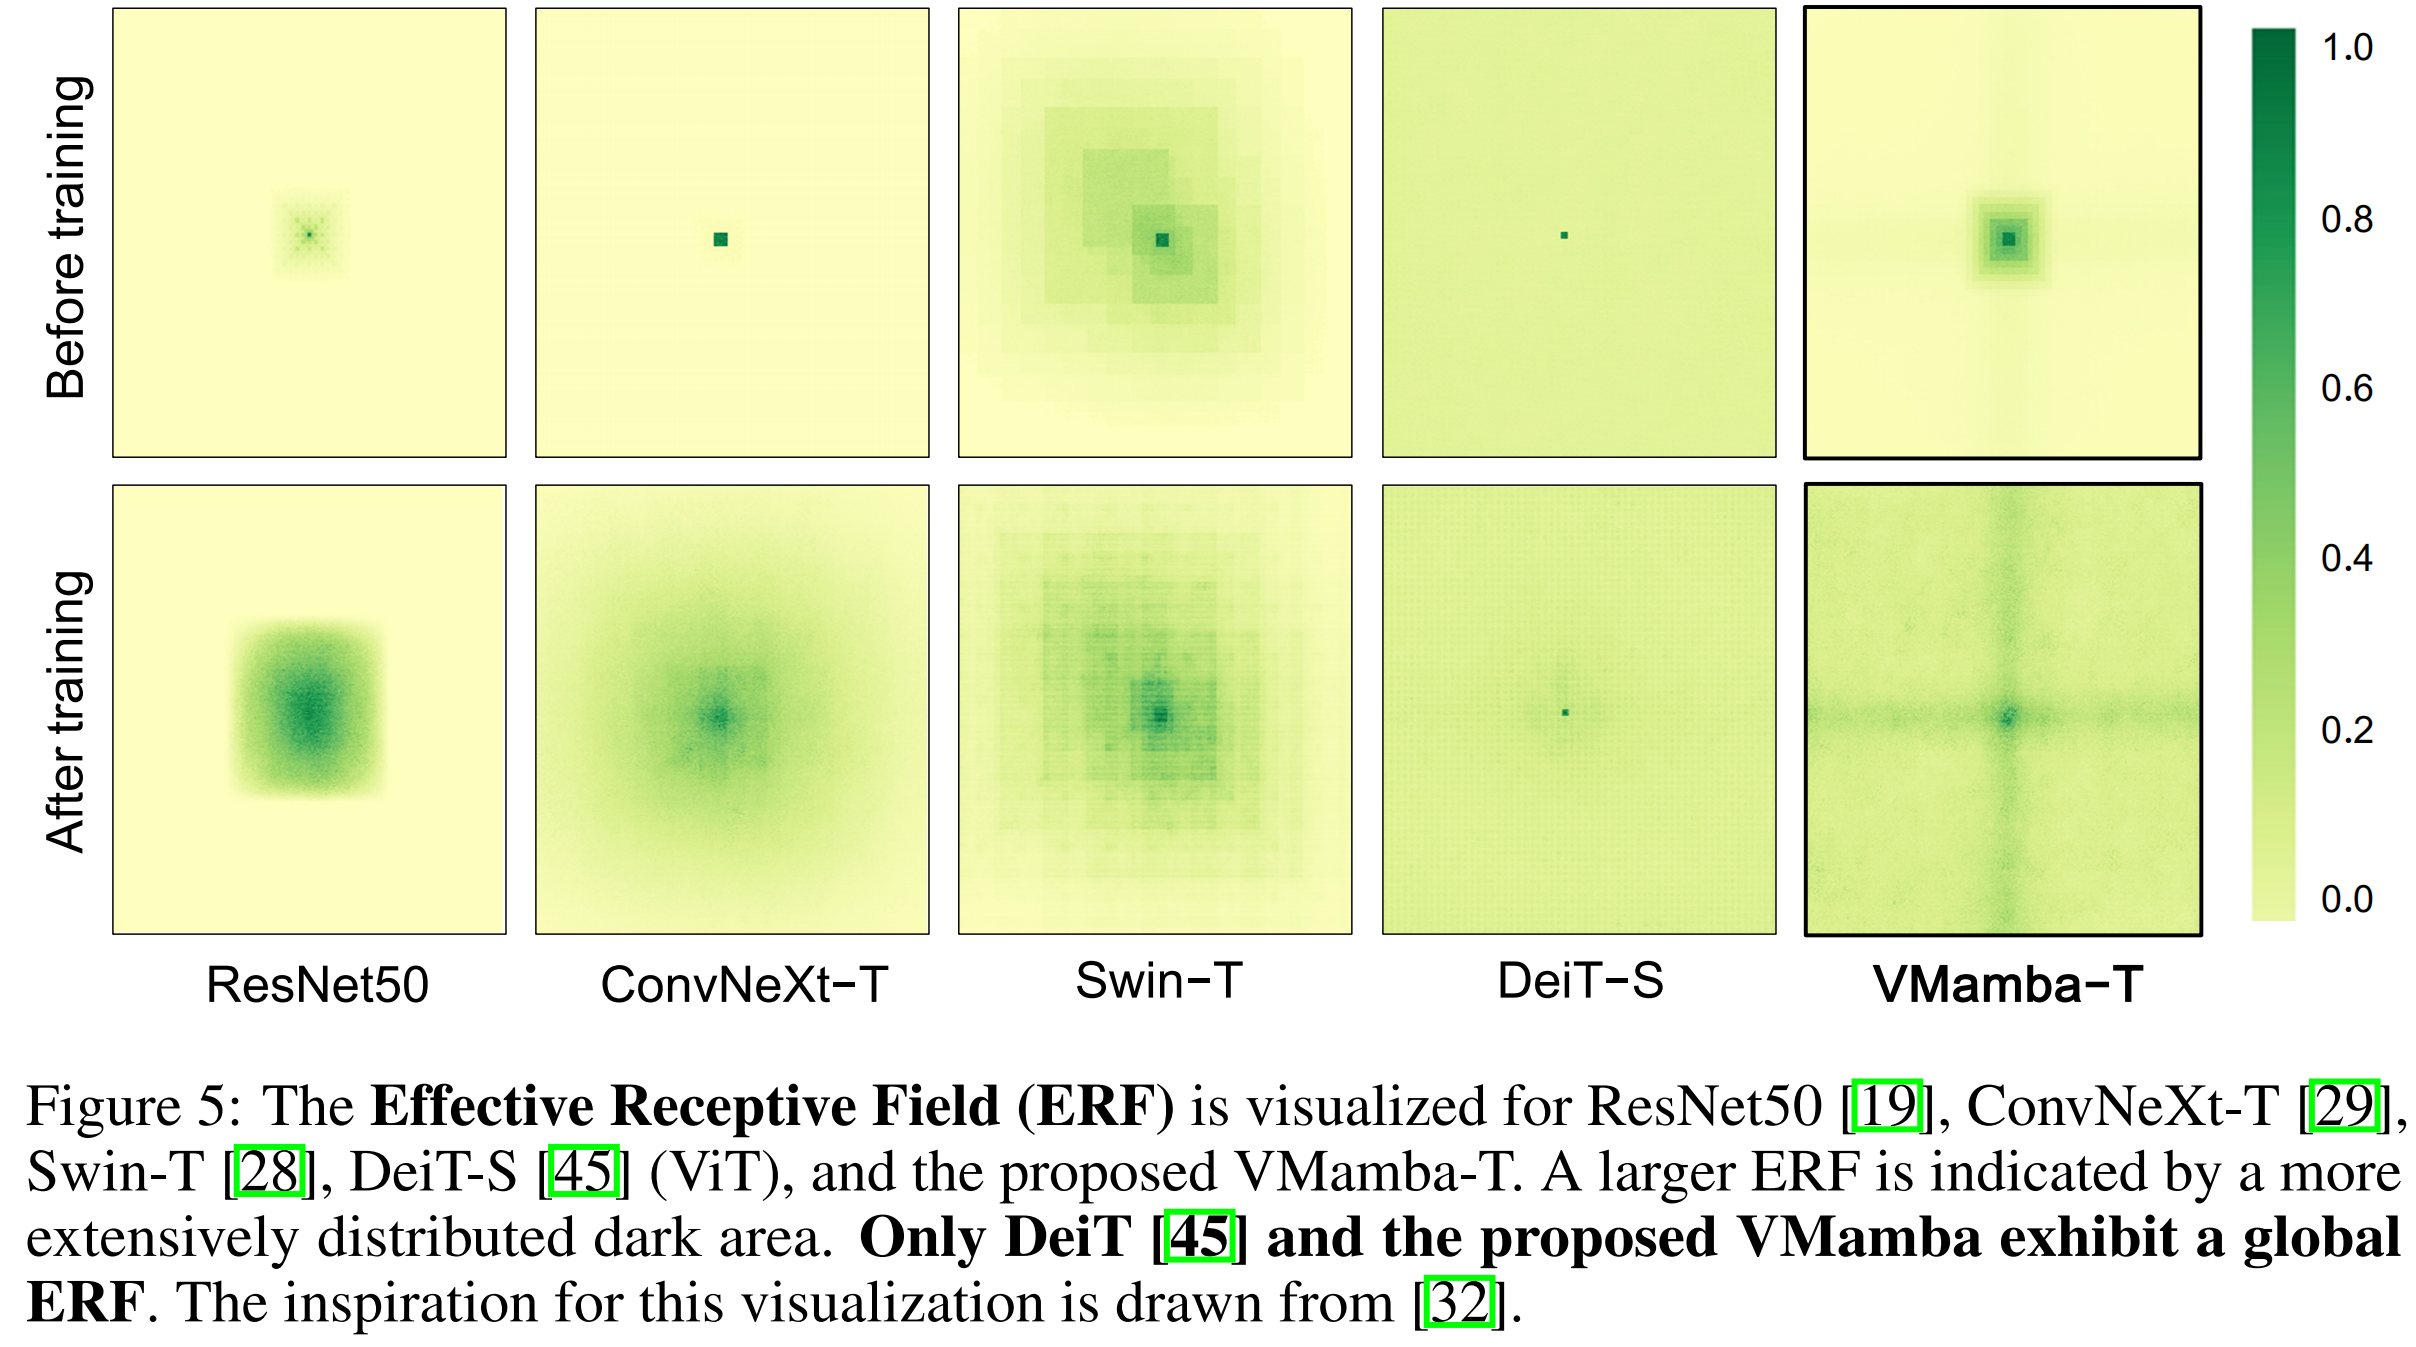 Before training
1.0
0.8
0.6
0.4
0.2
0.0
After training
ResNet50 ConvNeXt−T Swin−T DeiT−S VMamba−T
Figure 5: The Effective Receptive Field (ERF) is visualized for ResNet50 [19], ConvNeXt-T [29],
Swin-T [28], DeiT-S [45] (ViT), and the proposed VMamba-T. A larger ERF is indicated by a more
extensively distributed dark area. Only DeiT [45] and the proposed VMamba exhibit a global
ERF. The inspiration for this visualization is drawn from [32].